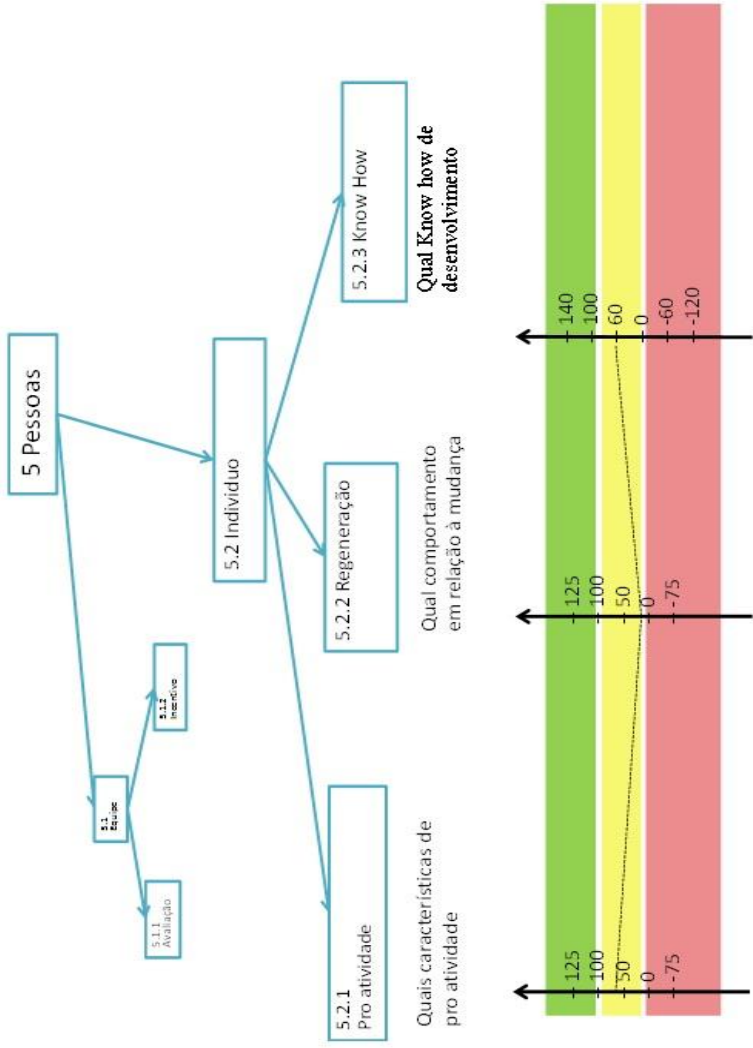 5 Pessoas
5.1
Equipe
5.1.1
Avaliação
5.1.2
Incentivo
5.2 Individuo
5.2.1
Pro atividade
5.2.2 Regeneração
5.2.3 Know How
Quais características de
pro atividade
Qual comportamento
em relação à mudança
Qual Know how de
desenvolvimento
125
100
50
0
-75
125
100
50
0
-75
140
100
60
0
-60
-120